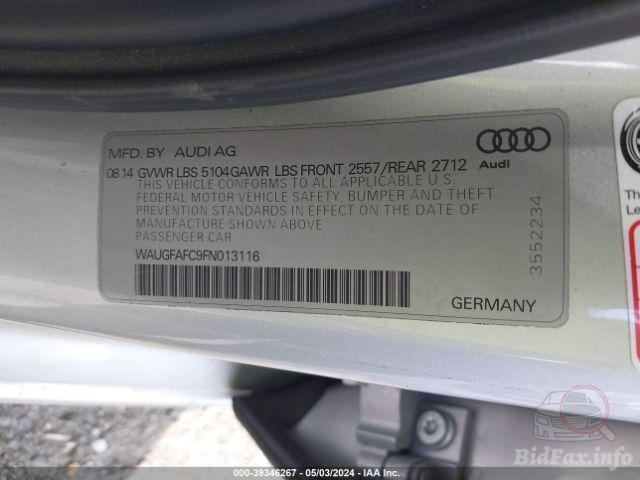 MFD. BY AUDI AG
08 14 GVWR LBS 5104 GAWR LBS FRONT 2557/REAR 2712
Audi
THIS VEHICLE CONFORMS TO ALL APPLICABLE U.S
FEDERAL MOTOR VEHICLE SAFETY, BUMPER AND THEFT
PREVENTION STANDARDS IN EFFECT ON THE DATE OF
MANUFACTURE SHOWN ABOVE
PASSENGER CAR
WAUGFAFC9FN013116
3552234
GERMANY
BidFax.info
000-39346267 - 05/03/2024 - IAA Inc.